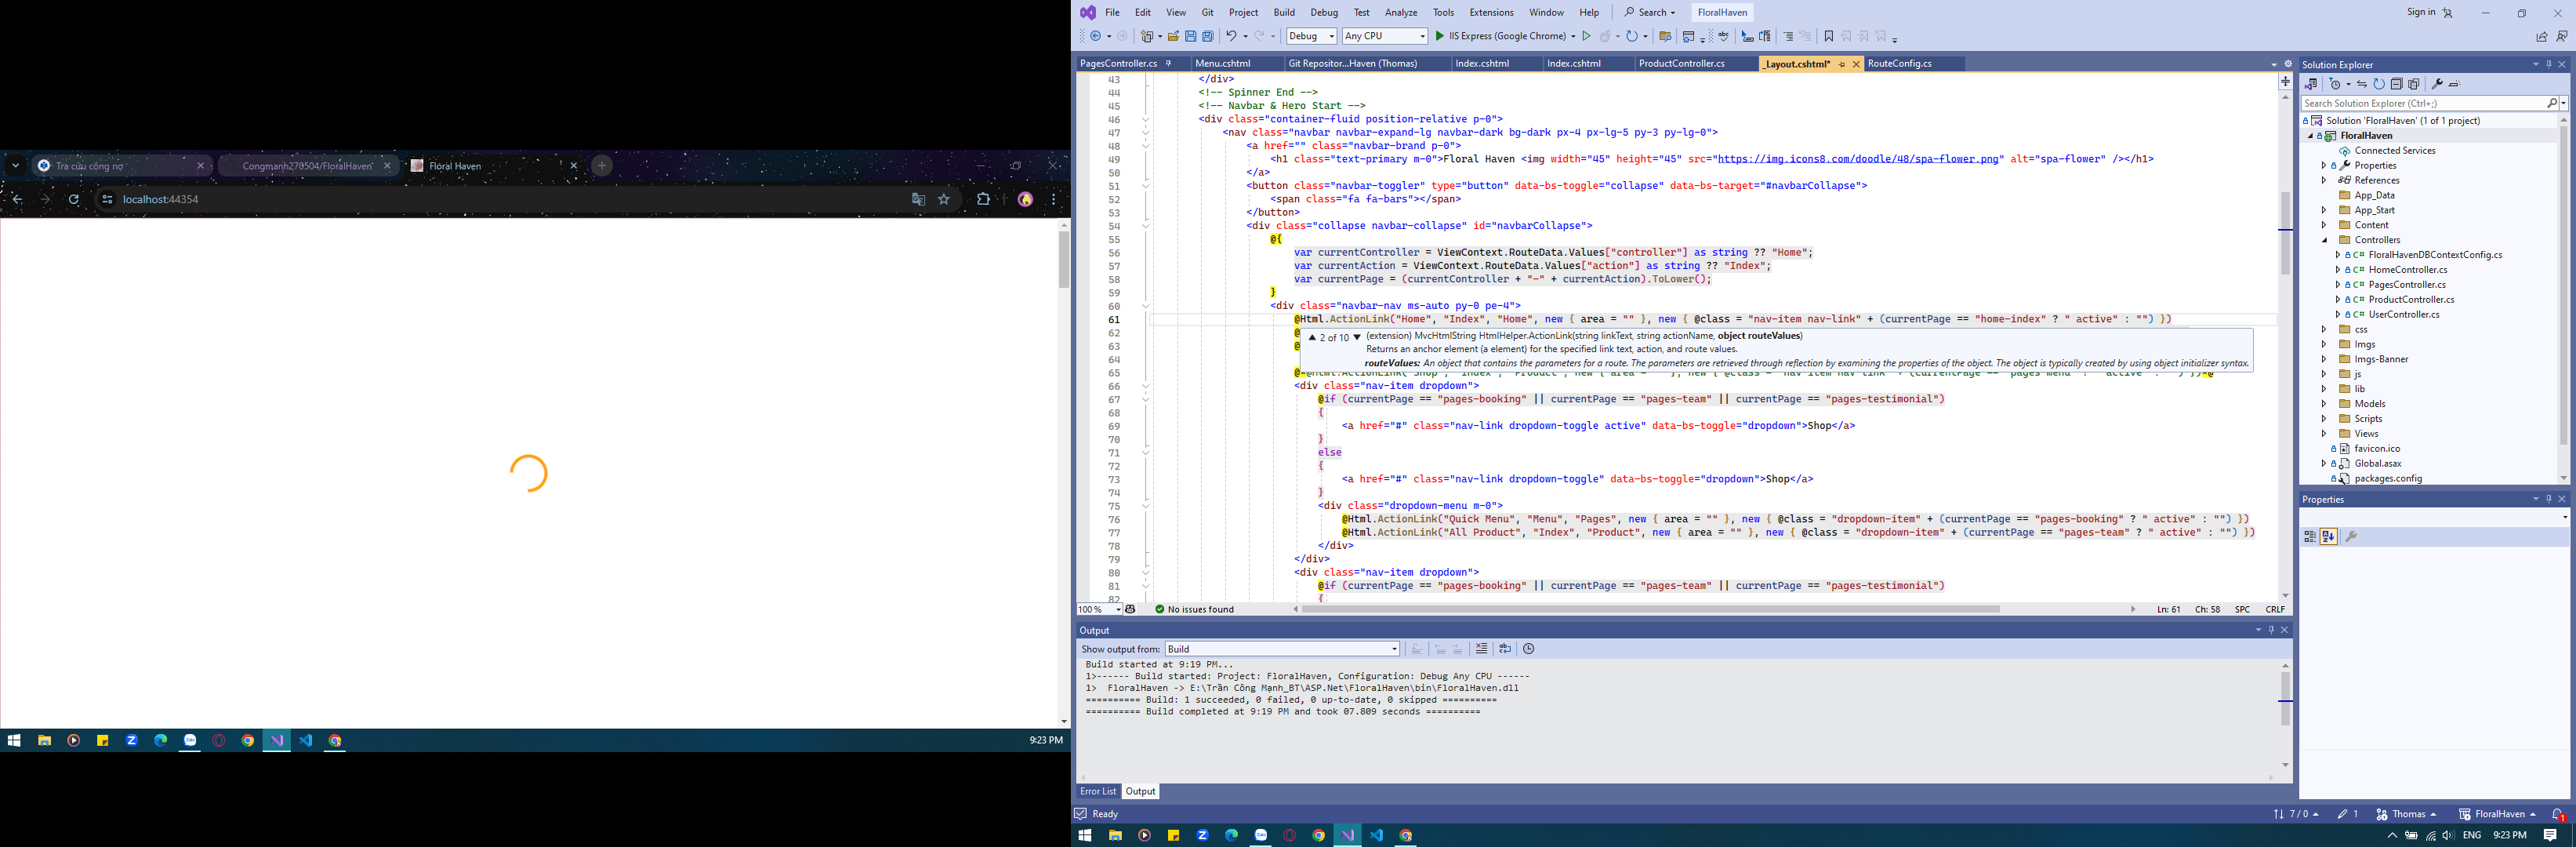 Tra cứu công nợ
Congmanh270504/FloralHaven
Floral Haven
localhost:44354
9:23 PM
File Edit View Git Project Build Debug Test Analyze Tools Extensions Window Help Search FloralHaven Sign in
Debug Any CPU IIS Express (Google Chrome)
PagesController.cs Menu.cshtml Git Repositor...Haven (Thomas) Index.cshtml Index.cshtml ProductController.cs _Layout.cshtml* RouteConfig.cs
43 </div>
44 <!-- Spinner End -->
45 <!-- Navbar & Hero Start -->
46 <div class="container-fluid position-relative p-0">
47 <nav class="navbar navbar-expand-lg navbar-dark bg-dark px-4 px-lg-5 py-3 py-lg-0">
48 <a href="" class="navbar-brand p-0">
49 <h1 class="text-primary m-0">Floral Haven <img width="45" height="45" src="https://img.icons8.com/doodle/48/spa-flower.png" alt="spa-flower" /></h1>
50 </a>
51 <button class="navbar-toggler" type="button" data-bs-toggle="collapse" data-bs-target="#navbarCollapse">
52 <span class="fa fa-bars"></span>
53 </button>
54 <div class="collapse navbar-collapse" id="navbarCollapse">
55 @{
56 var currentController = ViewContext.RouteData.Values["controller"] as string ?? "Home";
57 var currentAction = ViewContext.RouteData.Values["action"] as string ?? "Index";
58 var currentPage = (currentController + "-" + currentAction).ToLower();
59 }
60 <div class="navbar-nav ms-auto py-0 pe-4">
61 @Html.ActionLink("Home", "Index", "Home", new { area = "" }, new { @class = "nav-item nav-link" + (currentPage == "home-index" ? " active" : "") })
62 @
▲ 2 of 10 ▼ (extension) MvcHtmlString HtmlHelper.ActionLink(string linkText, string actionName, object routeValues)
63 @
Returns an anchor element (a element) for the specified link text, action, and route values.
64
routeValues: An object that contains the parameters for a route. The parameters are retrieved through reflection by examining the properties of the object. The object is typically created by using object initializer syntax.
65
66 <div class="nav-item dropdown">
67 @if (currentPage == "pages-booking" || currentPage == "pages-team" || currentPage == "pages-testimonial")
68 {
69 <a href="#" class="nav-link dropdown-toggle active" data-bs-toggle="dropdown">Shop</a>
70 }
71 else
72 {
73 <a href="#" class="nav-link dropdown-toggle" data-bs-toggle="dropdown">Shop</a>
74 }
75 <div class="dropdown-menu m-0">
76 @Html.ActionLink("Quick Menu", "Menu", "Pages", new { area = "" }, new { @class = "dropdown-item" + (currentPage == "pages-booking" ? " active" : "") })
77 @Html.ActionLink("All Product", "Index", "Product", new { area = "" }, new { @class = "dropdown-item" + (currentPage == "pages-team" ? " active" : "") })
78 </div>
79 </div>
80 <div class="nav-item dropdown">
81 @if (currentPage == "pages-booking" || currentPage == "pages-team" || currentPage == "pages-testimonial")
82 {
100 % No issues found Ln: 61 Ch: 58 SPC CRLF
Output
Show output from: Build
Build started at 9:19 PM...
1>------ Build started: Project: FloralHaven, Configuration: Debug Any CPU ------
1> FloralHaven -> E:\Trần Công Mạnh_BT\ASP.Net\FloralHaven\bin\FloralHaven.dll
========== Build: 1 succeeded, 0 failed, 0 up-to-date, 0 skipped ==========
========== Build completed at 9:19 PM and took 07.809 seconds ==========
Error List Output
Solution Explorer
Search Solution Explorer (Ctrl+;)
Solution 'FloralHaven' (1 of 1 project)
FloralHaven
Connected Services
Properties
References
App_Data
App_Start
Content
Controllers
C# FloralHavenDBContextConfig.cs
C# HomeController.cs
C# PagesController.cs
C# ProductController.cs
C# UserController.cs
css
Imgs
Imgs-Banner
js
lib
Models
Scripts
Views
favicon.ico
Global.asax
packages.config
Properties
Ready 7 / 0 1 Thomas FloralHaven 1
ENG 9:23 PM